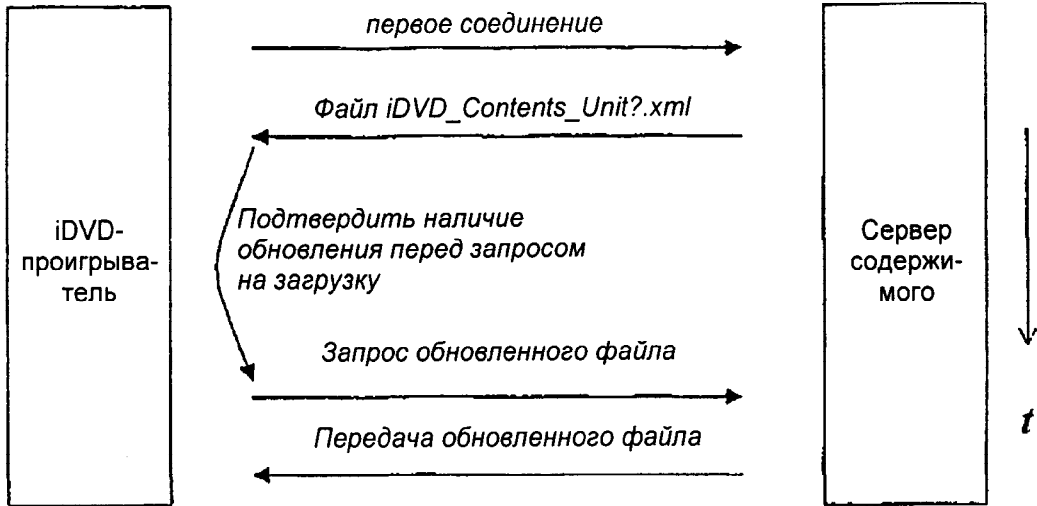 первое соединение
Файл iDVD_Contents_Unit?.xml
iDVD-
проигрыва-
тель
Подтвердить наличие
обновления перед запросом
на загрузку
Сервер
содержи-
мого
Запрос обновленного файла
t
Передача обновленного файла